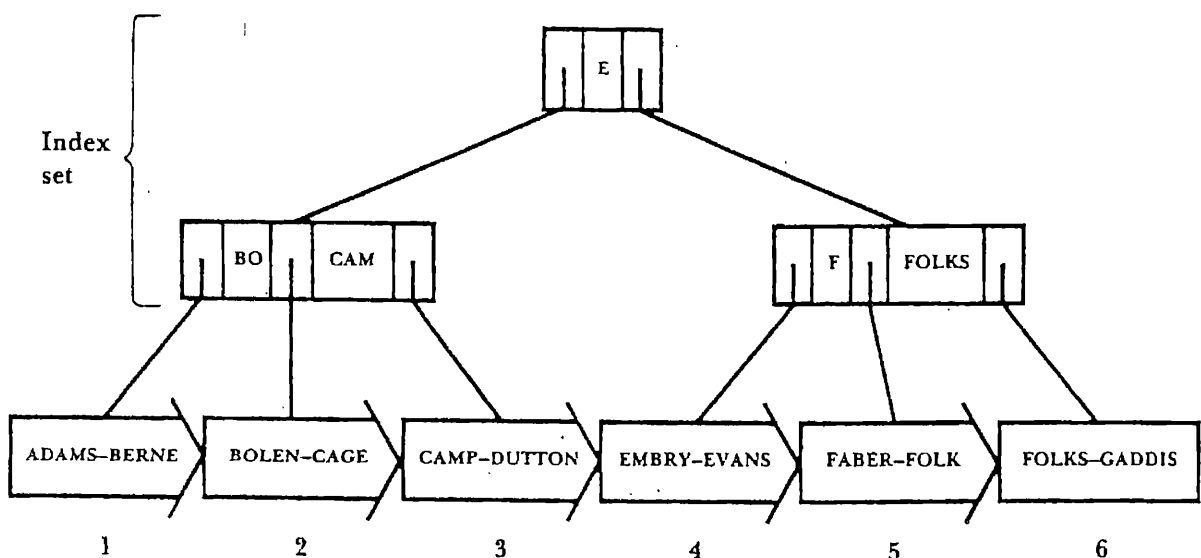 E
Index
set
BO CAM F FOLKS
ADAMS–BERNE BOLEN–CAGE CAMP–DUTTON EMBRY–EVANS FABER–FOLK FOLKS–GADDIS
1 2 3 4 5 6